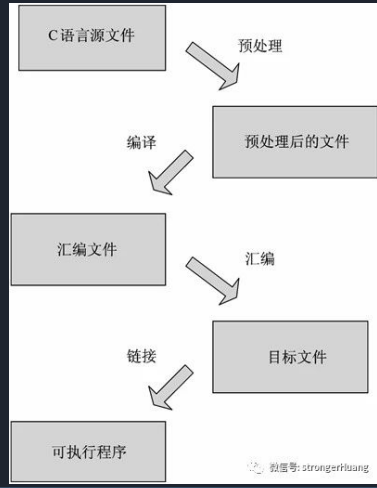 C语言源文件
预处理
预处理后的文件
编译
汇编文件
汇编
目标文件
链接
可执行程序
微信号: strongerHuang